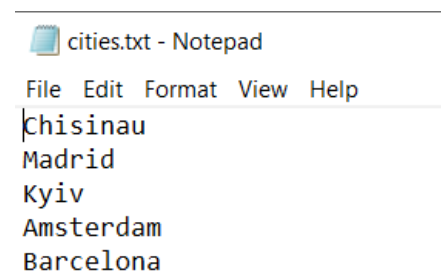 cities.txt - Notepad
File Edit Format View Help
Chisinau
Madrid
Kyiv
Amsterdam
Barcelona